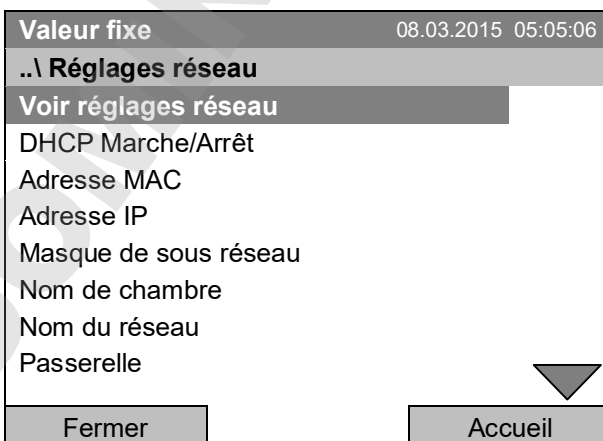 Valeur fixe 08.03.2015 05:05:06
..\ Réglages réseau
Voir réglages réseau
DHCP Marche/Arrêt
Adresse MAC
Adresse IP
Masque de sous réseau
Nom de chambre
Nom du réseau
Passerelle
Fermer Accueil